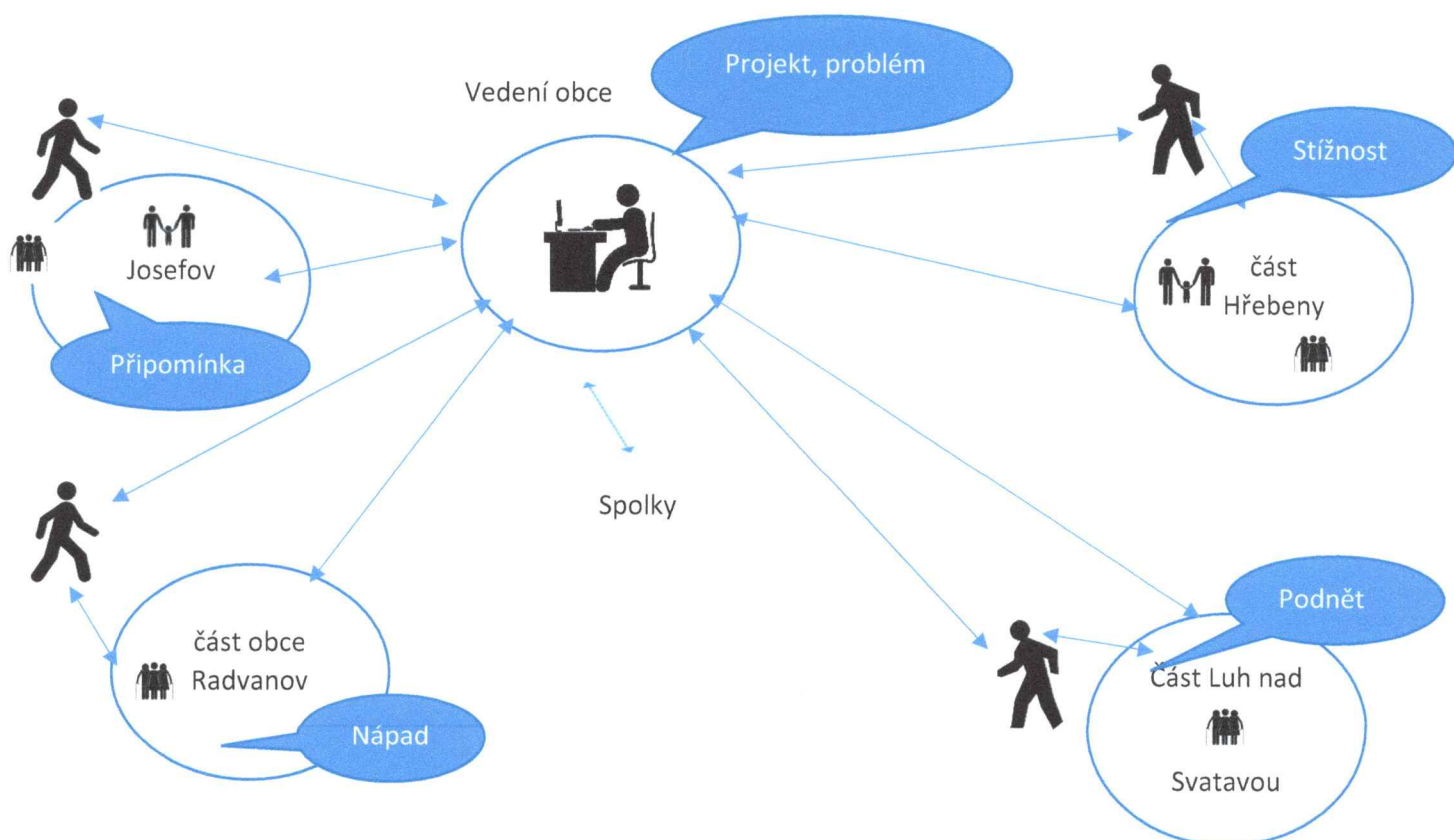 Vedení obce
Projekt, problém
Stížnost
Josefov
část
Hřebeny
Připomínka
Spolky
část obce
Radvanov
Nápad
Podnět
Část Luh nad
Svatavou